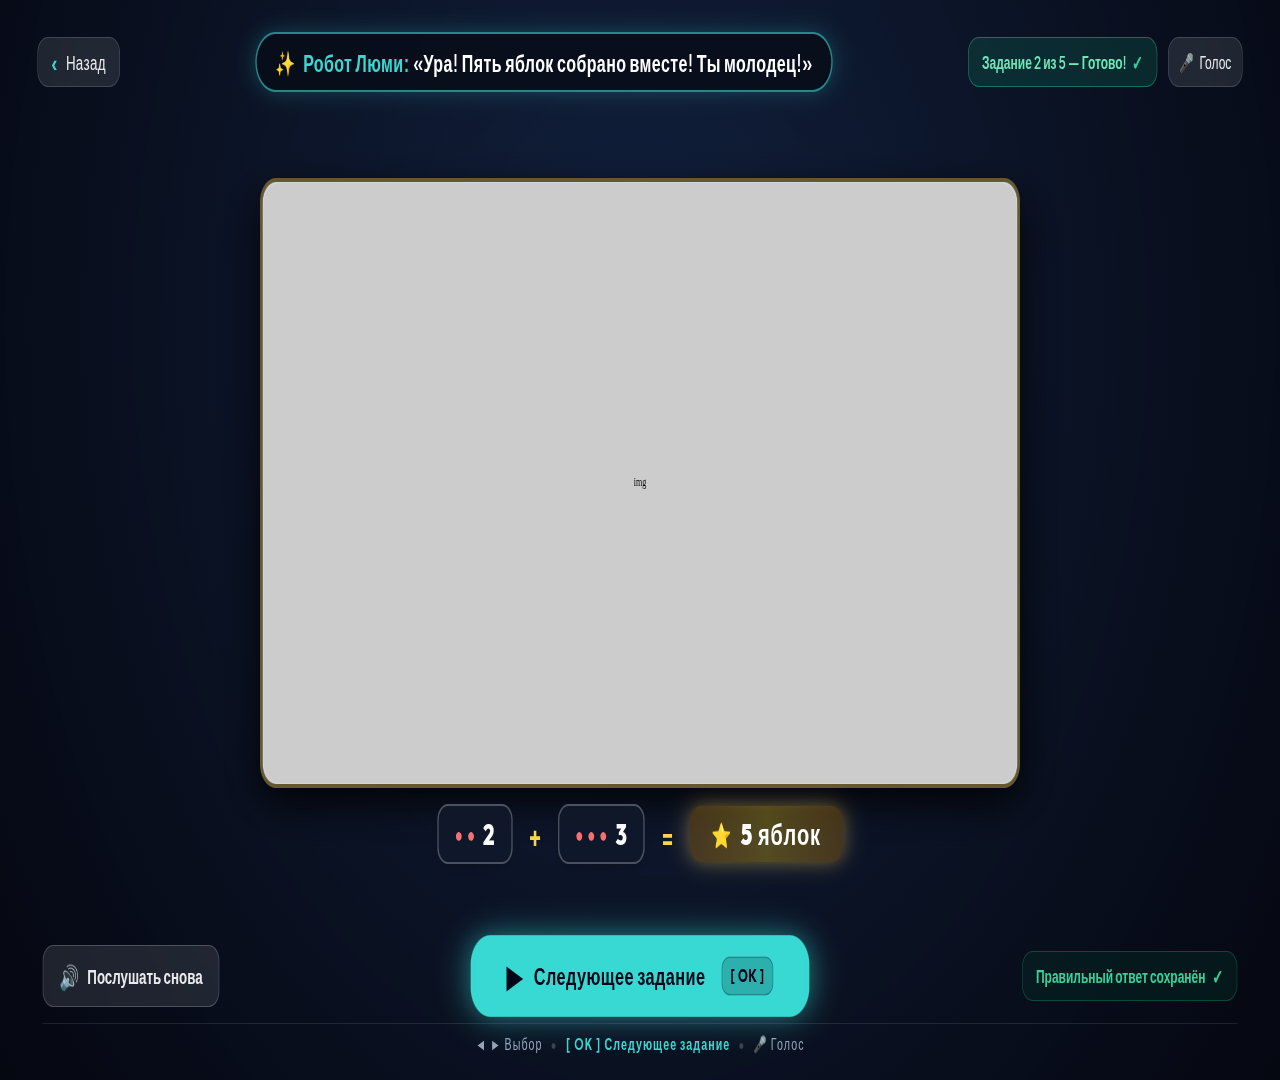 ‹ Назад
✨ Робот Люми: «Ура! Пять яблок собрано вместе! Ты молодец!»
Задание 2 из 5 — Готово! ✓
🎤 Голос
img
●● 2 + ●●● 3 = ⭐ 5 яблок
🔊 Послушать снова
▶ Следующее задание [ OK ]
Правильный ответ сохранён ✓
◀ ▶ Выбор • [ OK ] Следующее задание • 🎤 Голос